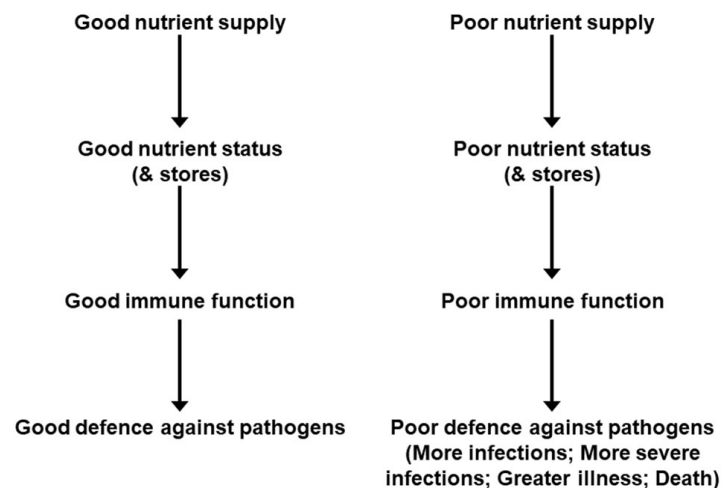 Good nutrient supply
Good nutrient status
(& stores)
Good immune function
Good defence against pathogens
Poor nutrient supply
Poor nutrient status
(& stores)
Poor immune function
Poor defence against pathogens
(More infections; More severe
infections; Greater illness; Death)